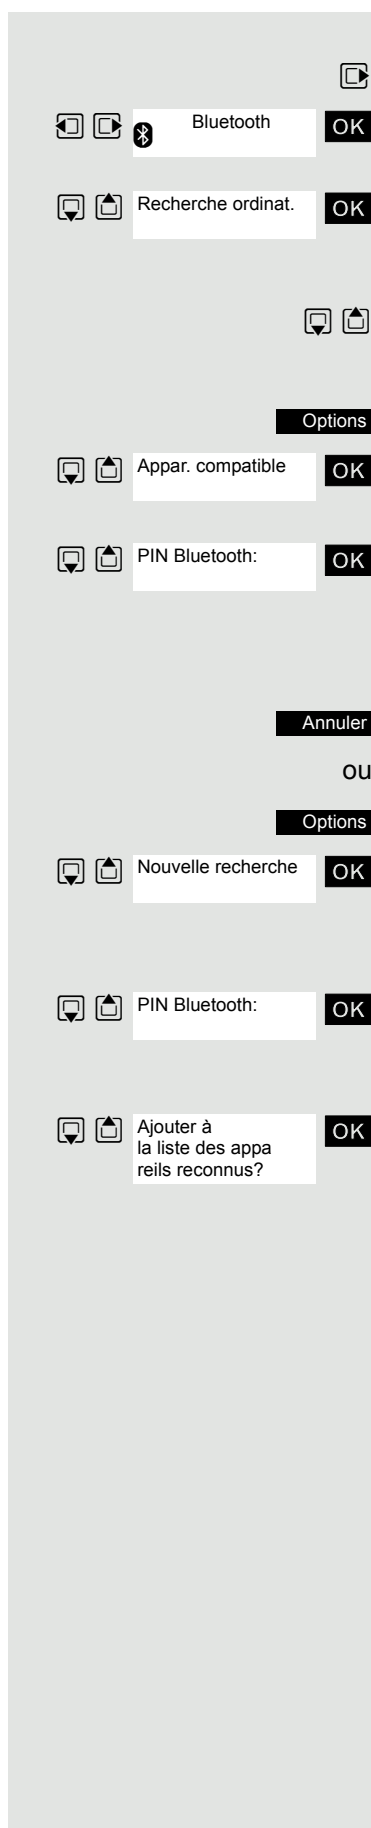 Bluetooth OK
Recherche ordinat. OK
Options
Appar. compatible OK
PIN Bluetooth: OK
Annuler
ou
Options
Nouvelle recherche OK
PIN Bluetooth: OK
Ajouter à OK
la liste des appa
reils reconnus?